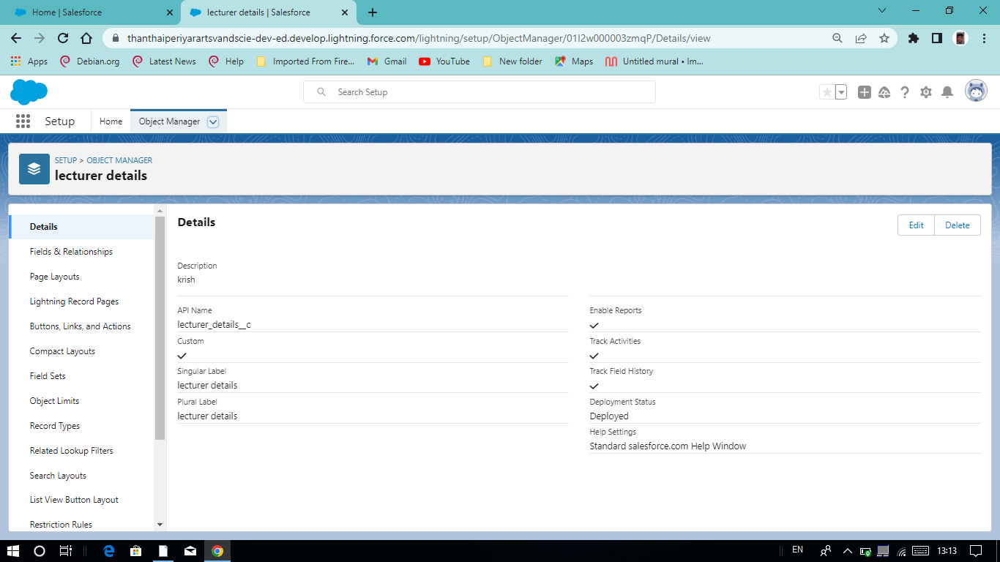 Home | Salesforce
lecturer details | Salesforce
thanthaiperiyarartsvandscie-dev-ed.develop.lightning.force.com/lightning/setup/ObjectManager/01I2w000003zmqP/Details/view
Apps
Debian.org
Latest News
Help
Imported From Fire...
Gmail
YouTube
New folder
Maps
Untitled mural • Im...
Search Setup
Setup
Home
Object Manager
SETUP > OBJECT MANAGER
lecturer details
Details
Fields & Relationships
Page Layouts
Lightning Record Pages
Buttons, Links, and Actions
Compact Layouts
Field Sets
Object Limits
Record Types
Related Lookup Filters
Search Layouts
List View Button Layout
Restriction Rules
Details
Edit
Delete
Description
krish
API Name
lecturer_details__c
Custom
Singular Label
lecturer details
Plural Label
lecturer details
Enable Reports
Track Activities
Track Field History
Deployment Status
Deployed
Help Settings
Standard salesforce.com Help Window
EN
13:13